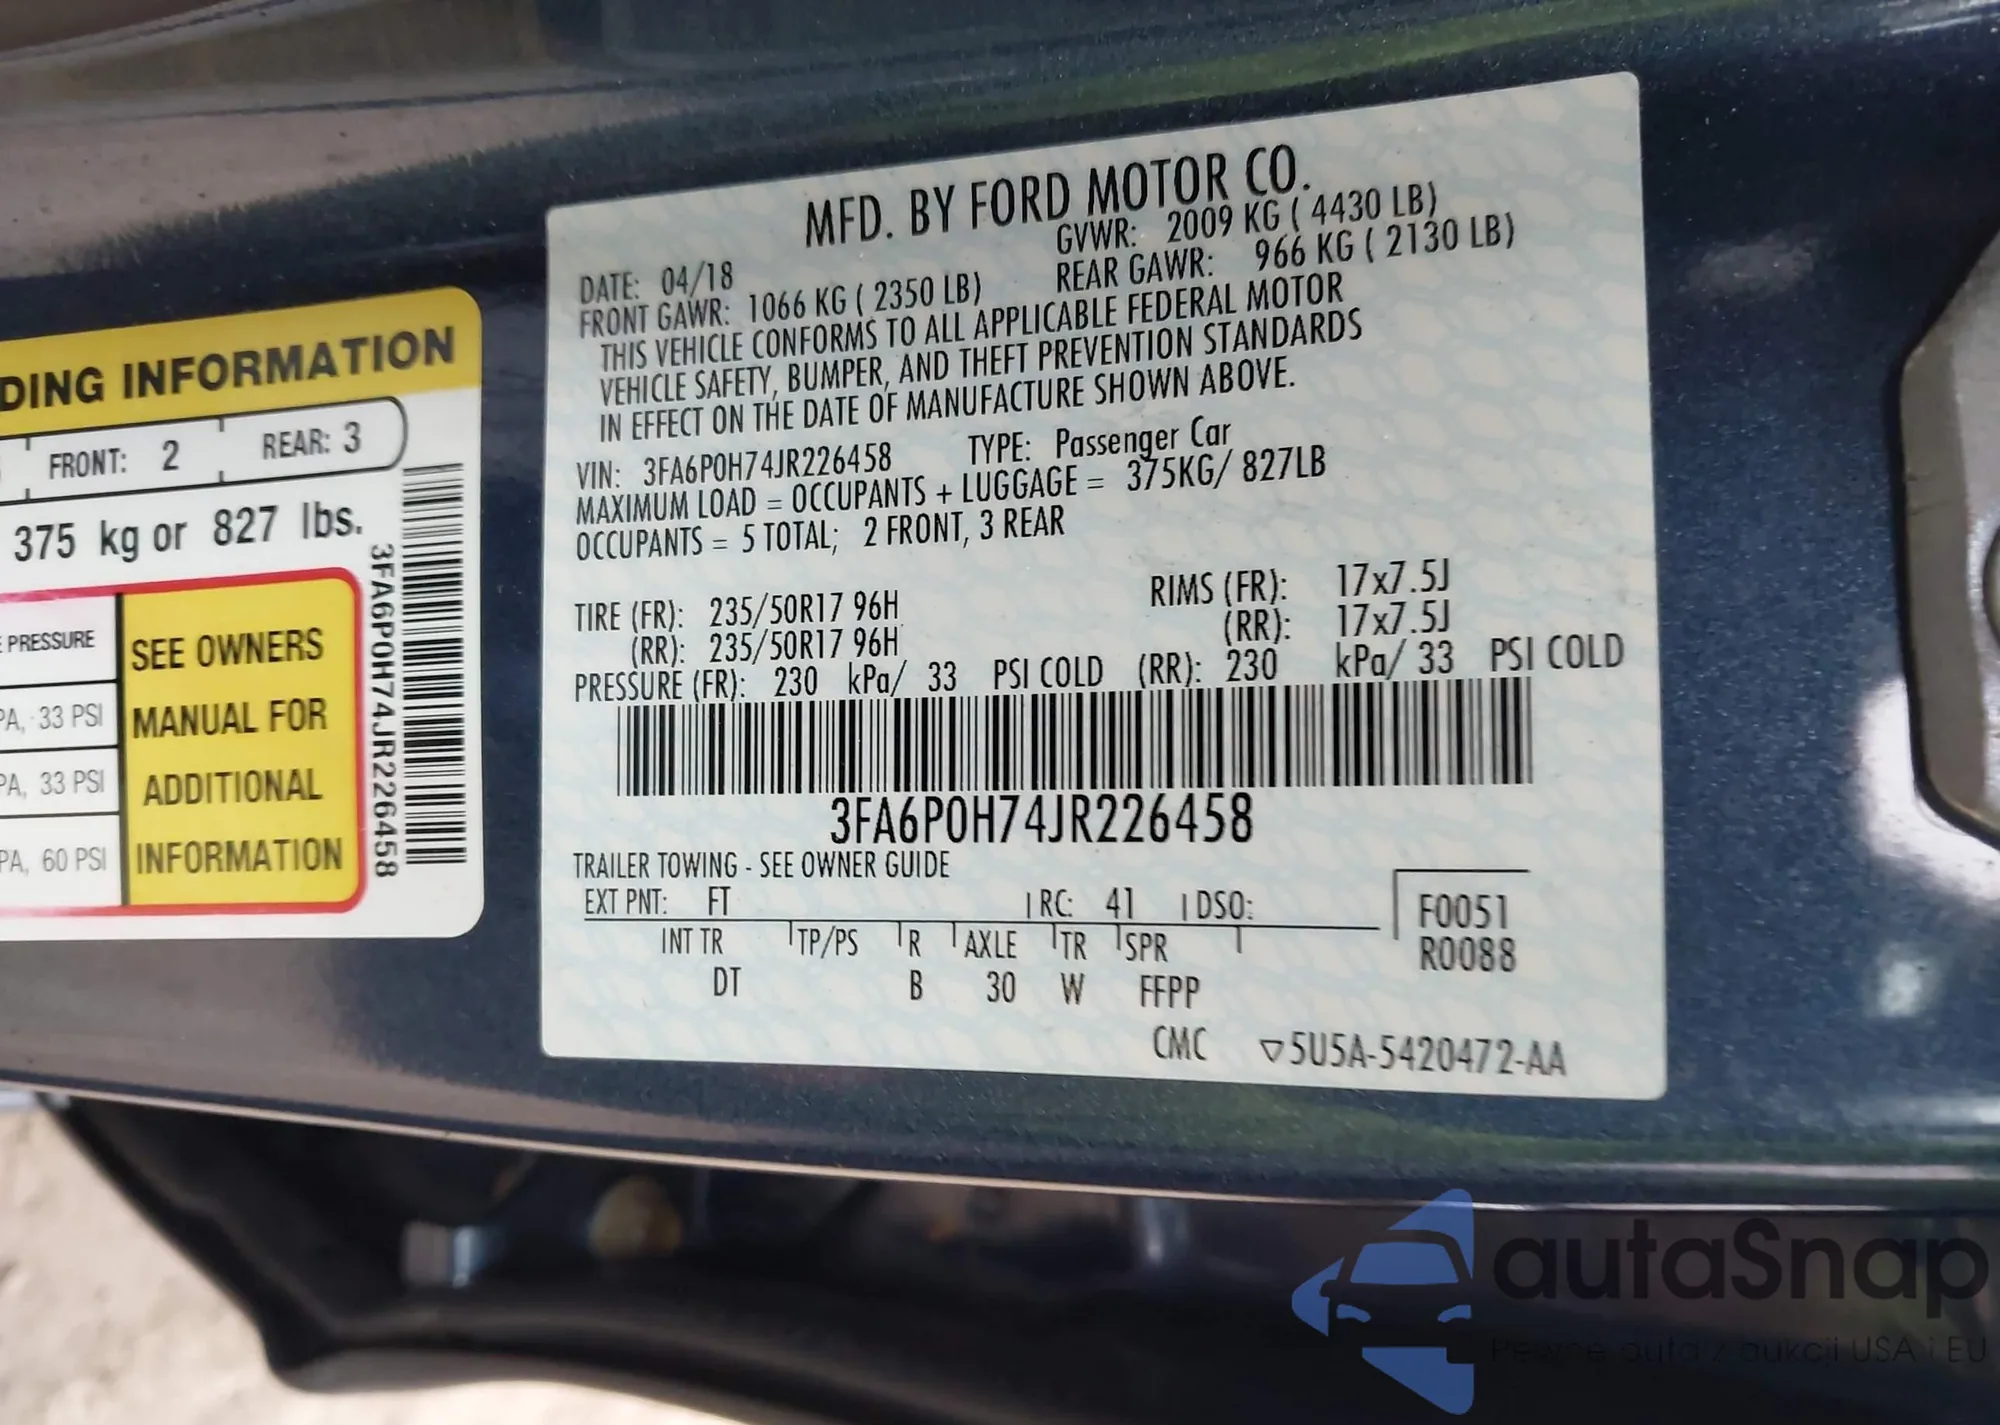 DING INFORMATION
FRONT: 2 REAR: 3
375 kg or 827 lbs.
3FA6P0H74JR226458
PRESSURE
PA, 33 PSI
PA, 33 PSI
PA, 60 PSI
SEE OWNERS
MANUAL FOR
ADDITIONAL
INFORMATION
MFD. BY FORD MOTOR CO.
DATE: 04/18 GVWR: 2009 KG ( 4430 LB)
FRONT GAWR: 1066 KG ( 2350 LB) REAR GAWR: 966 KG ( 2130 LB)
THIS VEHICLE CONFORMS TO ALL APPLICABLE FEDERAL MOTOR
VEHICLE SAFETY, BUMPER, AND THEFT PREVENTION STANDARDS
IN EFFECT ON THE DATE OF MANUFACTURE SHOWN ABOVE.
VIN: 3FA6P0H74JR226458 TYPE: Passenger Car
MAXIMUM LOAD = OCCUPANTS + LUGGAGE = 375KG/ 827LB
OCCUPANTS = 5 TOTAL; 2 FRONT, 3 REAR
TIRE (FR): 235/50R17 96H RIMS (FR): 17x7.5J
(RR): 235/50R17 96H (RR): 17x7.5J
PRESSURE (FR): 230 kPa/ 33 PSI COLD (RR): 230 kPa/ 33 PSI COLD
3FA6P0H74JR226458
TRAILER TOWING - SEE OWNER GUIDE
EXT PNT: FT RC: 41 DSO: F0051
INT TR TP/PS R AXLE TR SPR R0088
DT B 30 W FFPP
CMC ▽5U5A-5420472-AA
autaSnap
Pewne auta z aukcji USA i EU